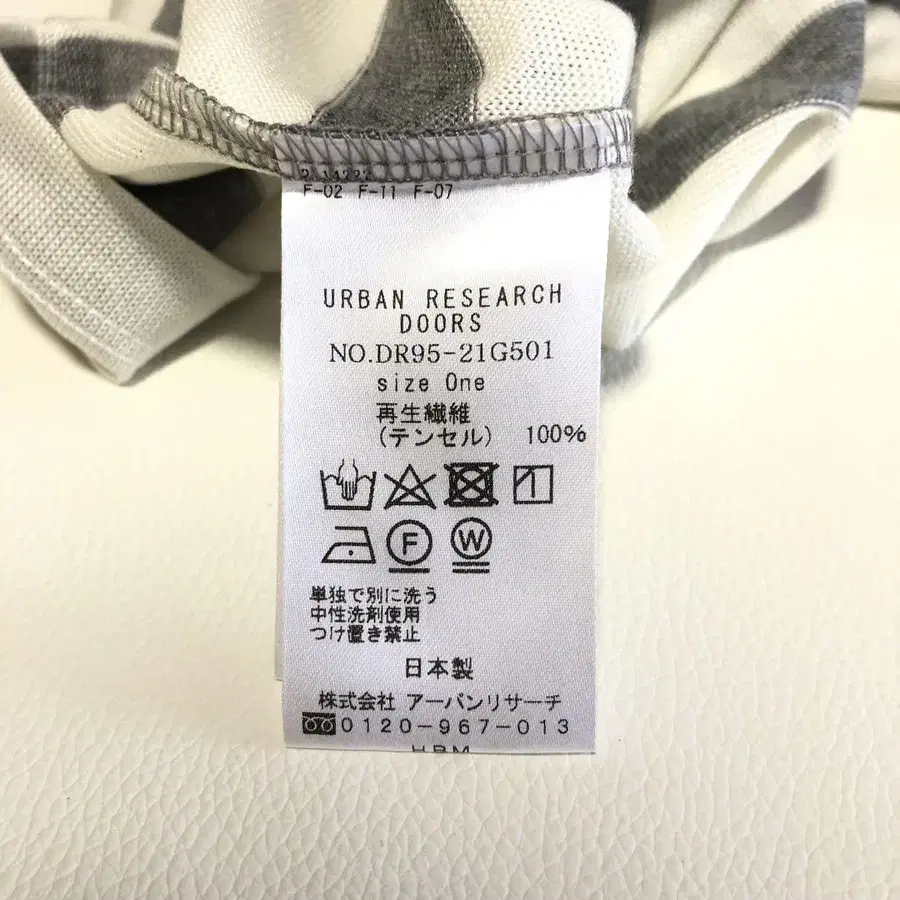 F-02 F-11 F-07
URBAN RESEARCH
DOORS
NO.DR95-21G501
size One
再生繊維
(テンセル) 100%
F W
単独で別に洗う
中性洗剤使用
つけ置き禁止
日本製
株式会社 アーバンリサーチ
0120-967-013